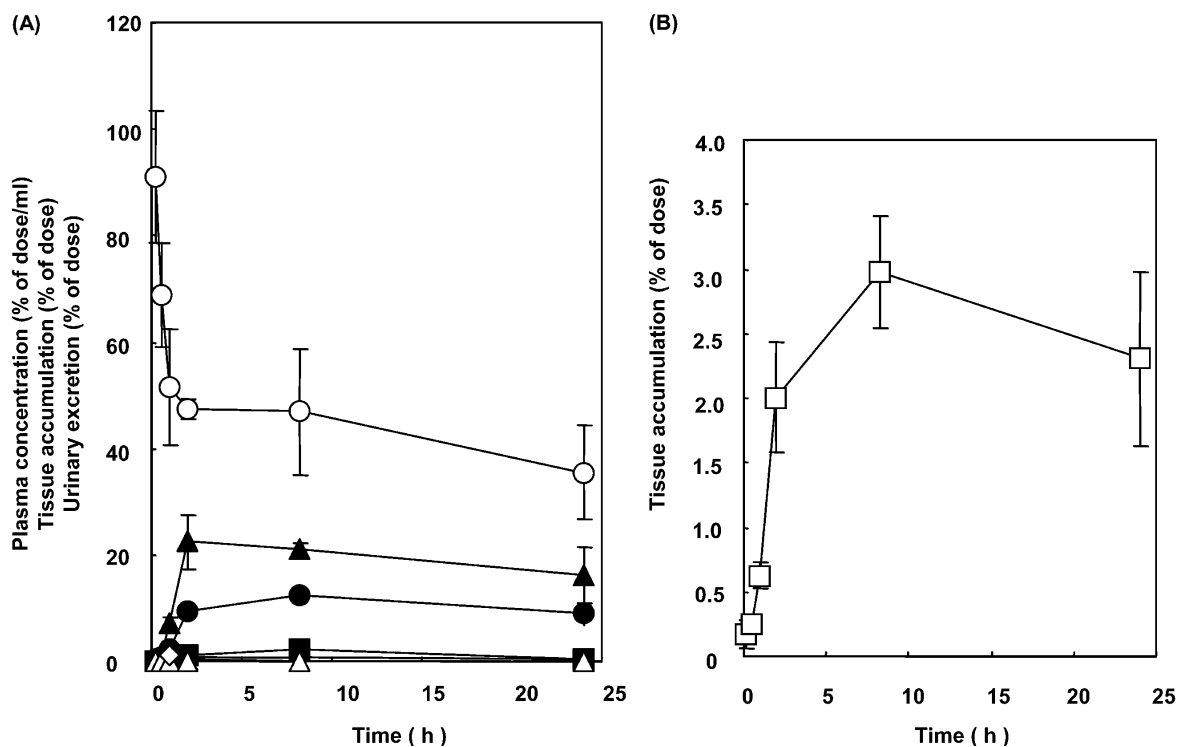 (A)
120
100
80
60
40
20
0
0 5 10 15 20 25
Time ( h )
Plasma concentration (% of dose/ml)
Tissue accumulation (% of dose)
Urinary excretion (% of dose)
(B)
4.0
3.5
3.0
2.5
2.0
1.5
1.0
0.5
0
0 5 10 15 20 25
Time ( h )
Tissue accumulation (% of dose)